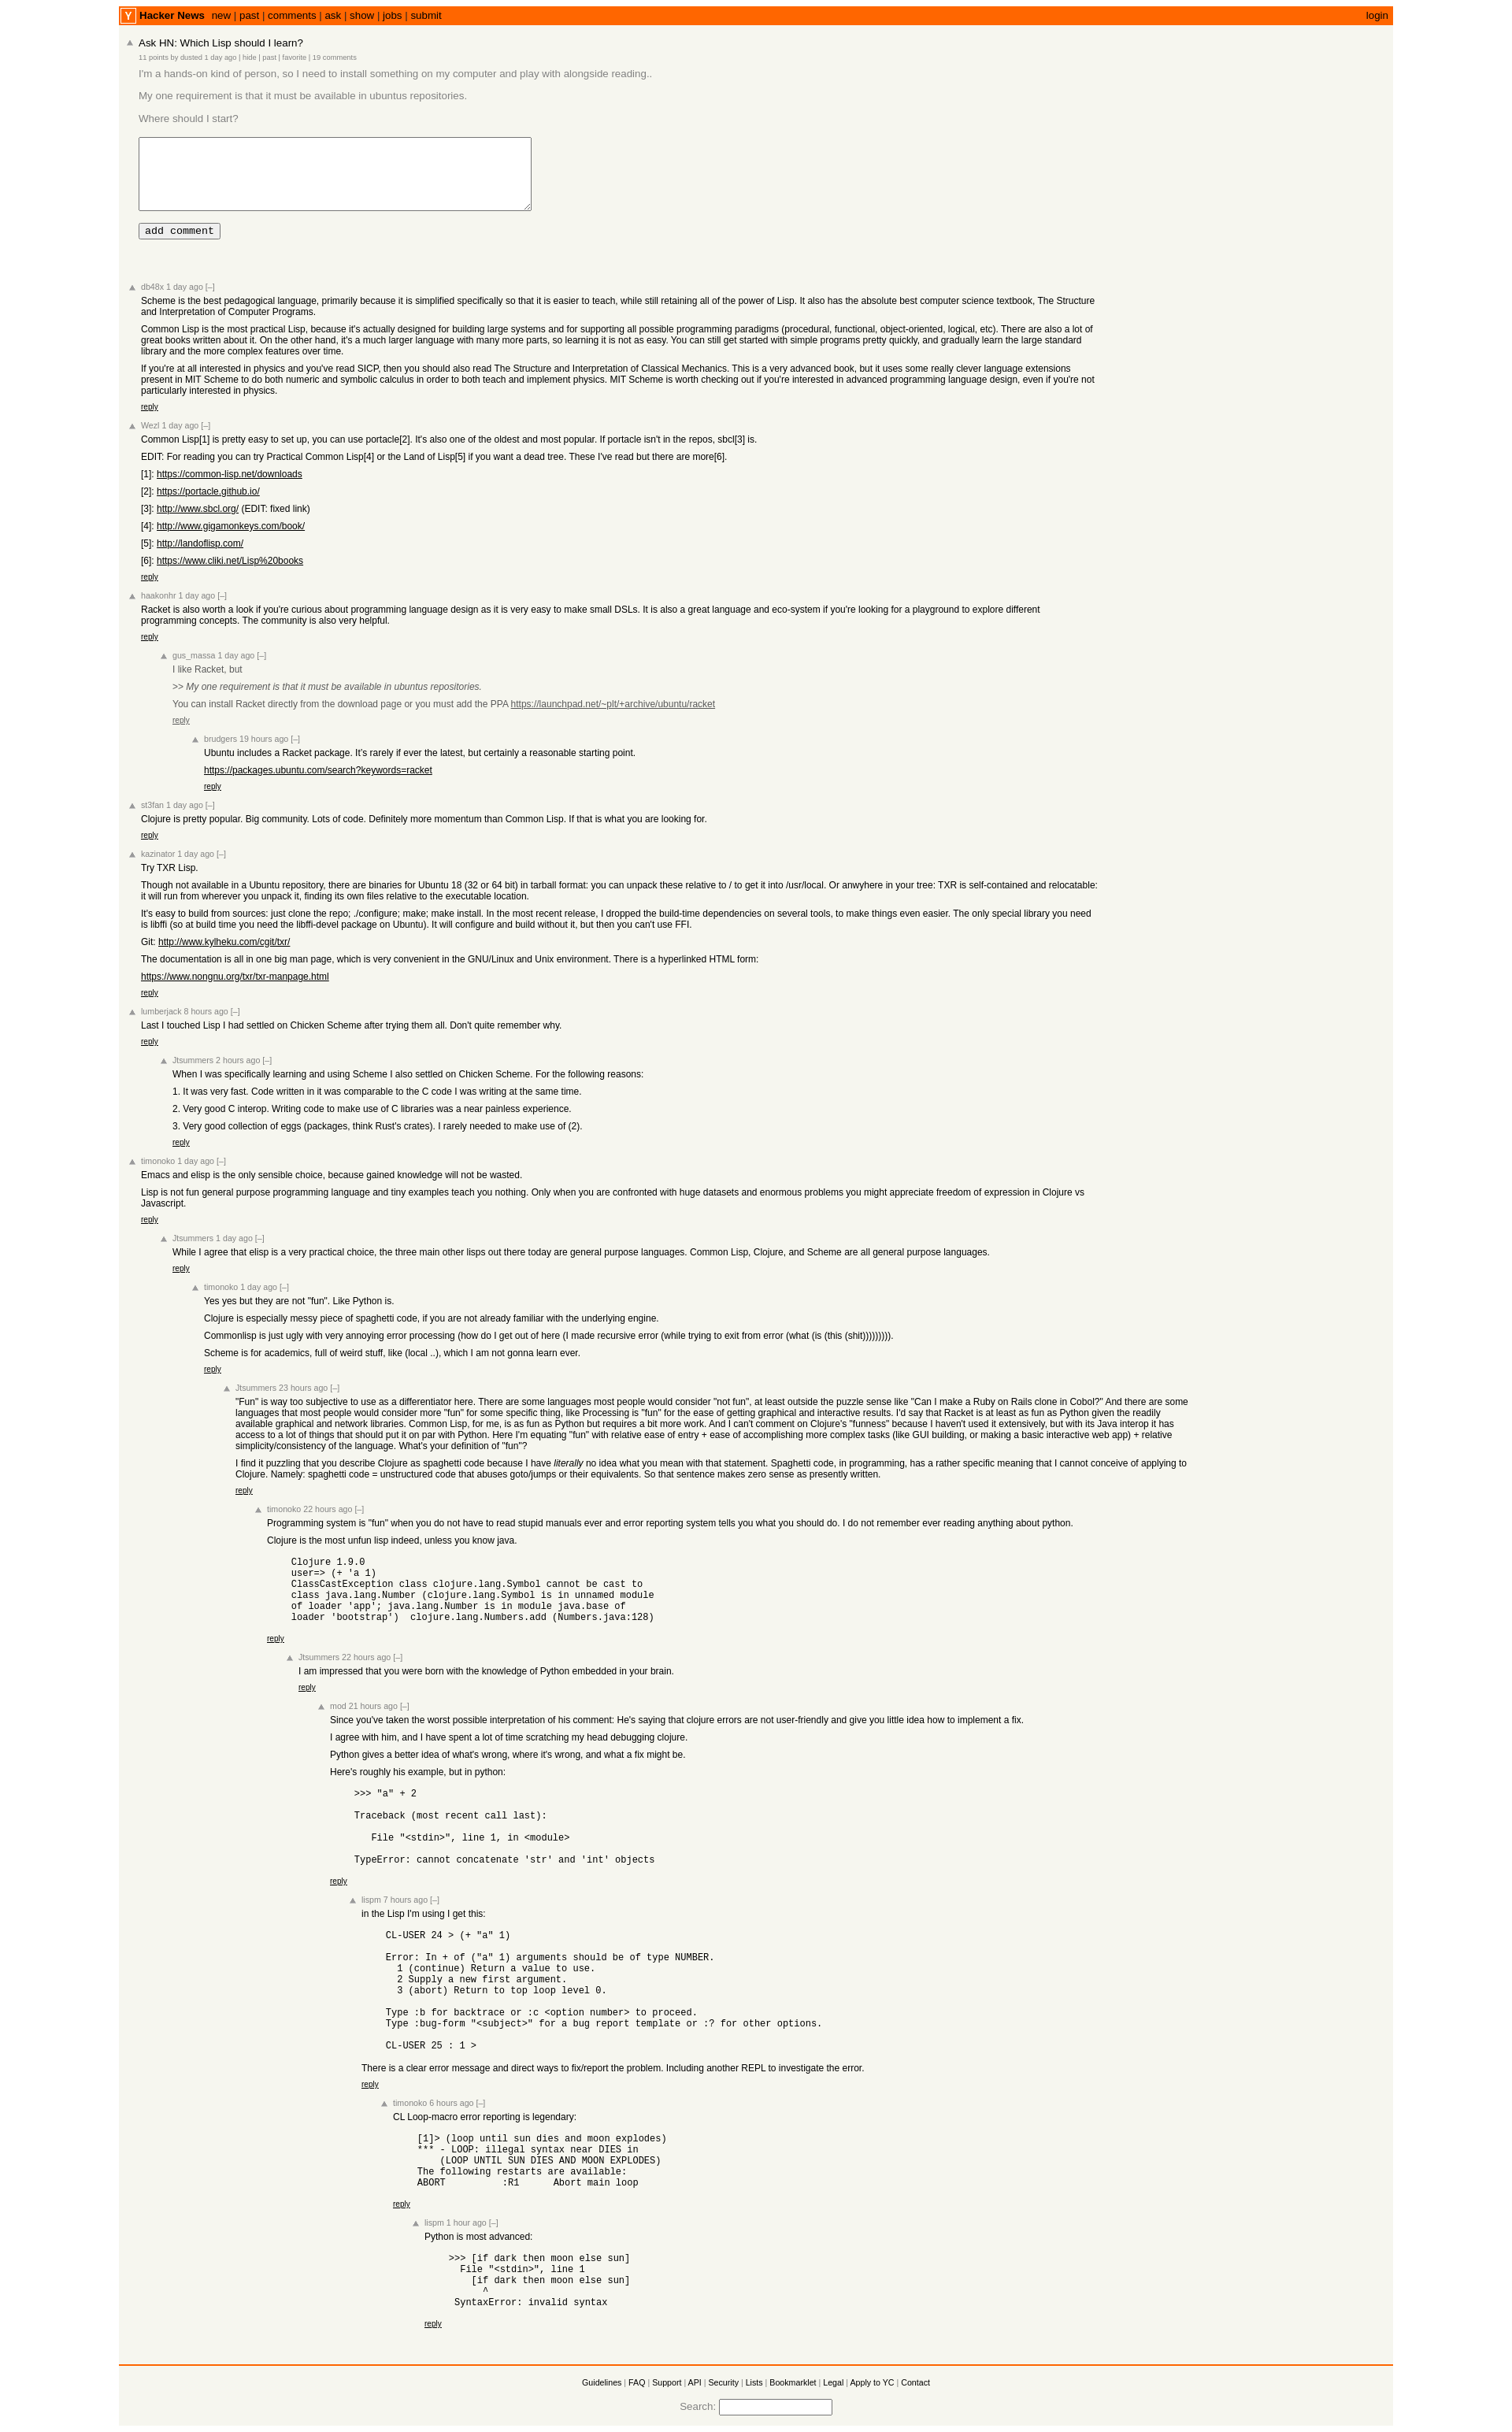 Y Hacker News new | past | comments | ask | show | jobs | submit login
Ask HN: Which Lisp should I learn?
11 points by dusted 1 day ago | hide | past | favorite | 19 comments
I'm a hands-on kind of person, so I need to install something on my computer and play with alongside reading..
My one requirement is that it must be available in ubuntus repositories.
Where should I start?
add comment
db48x 1 day ago [–]
Scheme is the best pedagogical language, primarily because it is simplified specifically so that it is easier to teach, while still retaining all of the power of Lisp. It also has the absolute best computer science textbook, The Structure
and Interpretation of Computer Programs.
Common Lisp is the most practical Lisp, because it's actually designed for building large systems and for supporting all possible programming paradigms (procedural, functional, object-oriented, logical, etc). There are also a lot of
great books written about it. On the other hand, it's a much larger language with many more parts, so learning it is not as easy. You can still get started with simple programs pretty quickly, and gradually learn the large standard
library and the more complex features over time.
If you're at all interested in physics and you've read SICP, then you should also read The Structure and Interpretation of Classical Mechanics. This is a very advanced book, but it uses some really clever language extensions
present in MIT Scheme to do both numeric and symbolic calculus in order to both teach and implement physics. MIT Scheme is worth checking out if you're interested in advanced programming language design, even if you're not
particularly interested in physics.
reply
Wezl 1 day ago [–]
Common Lisp[1] is pretty easy to set up, you can use portacle[2]. It's also one of the oldest and most popular. If portacle isn't in the repos, sbcl[3] is.
EDIT: For reading you can try Practical Common Lisp[4] or the Land of Lisp[5] if you want a dead tree. These I've read but there are more[6].
[1]: https://common-lisp.net/downloads
[2]: https://portacle.github.io/
[3]: http://www.sbcl.org/ (EDIT: fixed link)
[4]: http://www.gigamonkeys.com/book/
[5]: http://landoflisp.com/
[6]: https://www.cliki.net/Lisp%20books
reply
haakonhr 1 day ago [–]
Racket is also worth a look if you're curious about programming language design as it is very easy to make small DSLs. It is also a great language and eco-system if you're looking for a playground to explore different
programming concepts. The community is also very helpful.
reply
gus_massa 1 day ago [–]
I like Racket, but
>> My one requirement is that it must be available in ubuntus repositories.
You can install Racket directly from the download page or you must add the PPA https://launchpad.net/~plt/+archive/ubuntu/racket
reply
brudgers 19 hours ago [–]
Ubuntu includes a Racket package. It's rarely if ever the latest, but certainly a reasonable starting point.
https://packages.ubuntu.com/search?keywords=racket
reply
st3fan 1 day ago [–]
Clojure is pretty popular. Big community. Lots of code. Definitely more momentum than Common Lisp. If that is what you are looking for.
reply
kazinator 1 day ago [–]
Try TXR Lisp.
Though not available in a Ubuntu repository, there are binaries for Ubuntu 18 (32 or 64 bit) in tarball format: you can unpack these relative to / to get it into /usr/local. Or anwyhere in your tree: TXR is self-contained and relocatable:
it will run from wherever you unpack it, finding its own files relative to the executable location.
It's easy to build from sources: just clone the repo; ./configure; make; make install. In the most recent release, I dropped the build-time dependencies on several tools, to make things even easier. The only special library you need
is libffi (so at build time you need the libffi-devel package on Ubuntu). It will configure and build without it, but then you can't use FFI.
Git: http://www.kylheku.com/cgit/txr/
The documentation is all in one big man page, which is very convenient in the GNU/Linux and Unix environment. There is a hyperlinked HTML form:
https://www.nongnu.org/txr/txr-manpage.html
reply
lumberjack 8 hours ago [–]
Last I touched Lisp I had settled on Chicken Scheme after trying them all. Don't quite remember why.
reply
Jtsummers 2 hours ago [–]
When I was specifically learning and using Scheme I also settled on Chicken Scheme. For the following reasons:
1. It was very fast. Code written in it was comparable to the C code I was writing at the same time.
2. Very good C interop. Writing code to make use of C libraries was a near painless experience.
3. Very good collection of eggs (packages, think Rust's crates). I rarely needed to make use of (2).
reply
timonoko 1 day ago [–]
Emacs and elisp is the only sensible choice, because gained knowledge will not be wasted.
Lisp is not fun general purpose programming language and tiny examples teach you nothing. Only when you are confronted with huge datasets and enormous problems you might appreciate freedom of expression in Clojure vs
Javascript.
reply
Jtsummers 1 day ago [–]
While I agree that elisp is a very practical choice, the three main other lisps out there today are general purpose languages. Common Lisp, Clojure, and Scheme are all general purpose languages.
reply
timonoko 1 day ago [–]
Yes yes but they are not "fun". Like Python is.
Clojure is especially messy piece of spaghetti code, if you are not already familiar with the underlying engine.
Commonlisp is just ugly with very annoying error processing (how do I get out of here (I made recursive error (while trying to exit from error (what (is (this (shit))))))))).
Scheme is for academics, full of weird stuff, like (local ..), which I am not gonna learn ever.
reply
Jtsummers 23 hours ago [–]
"Fun" is way too subjective to use as a differentiator here. There are some languages most people would consider "not fun", at least outside the puzzle sense like "Can I make a Ruby on Rails clone in Cobol?" And there are some
languages that most people would consider more "fun" for some specific thing, like Processing is "fun" for the ease of getting graphical and interactive results. I'd say that Racket is at least as fun as Python given the readily
available graphical and network libraries. Common Lisp, for me, is as fun as Python but requires a bit more work. And I can't comment on Clojure's "funness" because I haven't used it extensively, but with its Java interop it has
access to a lot of things that should put it on par with Python. Here I'm equating "fun" with relative ease of entry + ease of accomplishing more complex tasks (like GUI building, or making a basic interactive web app) + relative
simplicity/consistency of the language. What's your definition of "fun"?
I find it puzzling that you describe Clojure as spaghetti code because I have literally no idea what you mean with that statement. Spaghetti code, in programming, has a rather specific meaning that I cannot conceive of applying to
Clojure. Namely: spaghetti code = unstructured code that abuses goto/jumps or their equivalents. So that sentence makes zero sense as presently written.
reply
timonoko 22 hours ago [–]
Programming system is "fun" when you do not have to read stupid manuals ever and error reporting system tells you what you should do. I do not remember ever reading anything about python.
Clojure is the most unfun lisp indeed, unless you know java.
Clojure 1.9.0
user=> (+ 'a 1)
ClassCastException class clojure.lang.Symbol cannot be cast to
class java.lang.Number (clojure.lang.Symbol is in unnamed module
of loader 'app'; java.lang.Number is in module java.base of
loader 'bootstrap') clojure.lang.Numbers.add (Numbers.java:128)
reply
Jtsummers 22 hours ago [–]
I am impressed that you were born with the knowledge of Python embedded in your brain.
reply
mod 21 hours ago [–]
Since you've taken the worst possible interpretation of his comment: He's saying that clojure errors are not user-friendly and give you little idea how to implement a fix.
I agree with him, and I have spent a lot of time scratching my head debugging clojure.
Python gives a better idea of what's wrong, where it's wrong, and what a fix might be.
Here's roughly his example, but in python:
>>> "a" + 2
Traceback (most recent call last):
File "<stdin>", line 1, in <module>
TypeError: cannot concatenate 'str' and 'int' objects
reply
lispm 7 hours ago [–]
in the Lisp I'm using I get this:
CL-USER 24 > (+ "a" 1)
Error: In + of ("a" 1) arguments should be of type NUMBER.
1 (continue) Return a value to use.
2 Supply a new first argument.
3 (abort) Return to top loop level 0.
Type :b for backtrace or :c <option number> to proceed.
Type :bug-form "<subject>" for a bug report template or :? for other options.
CL-USER 25 : 1 >
There is a clear error message and direct ways to fix/report the problem. Including another REPL to investigate the error.
reply
timonoko 6 hours ago [–]
CL Loop-macro error reporting is legendary:
[1]> (loop until sun dies and moon explodes)
*** - LOOP: illegal syntax near DIES in
(LOOP UNTIL SUN DIES AND MOON EXPLODES)
The following restarts are available:
ABORT :R1 Abort main loop
reply
lispm 1 hour ago [–]
Python is most advanced:
>>> [if dark then moon else sun]
File "<stdin>", line 1
[if dark then moon else sun]
^
SyntaxError: invalid syntax
reply
Guidelines | FAQ | Support | API | Security | Lists | Bookmarklet | Legal | Apply to YC | Contact
Search: